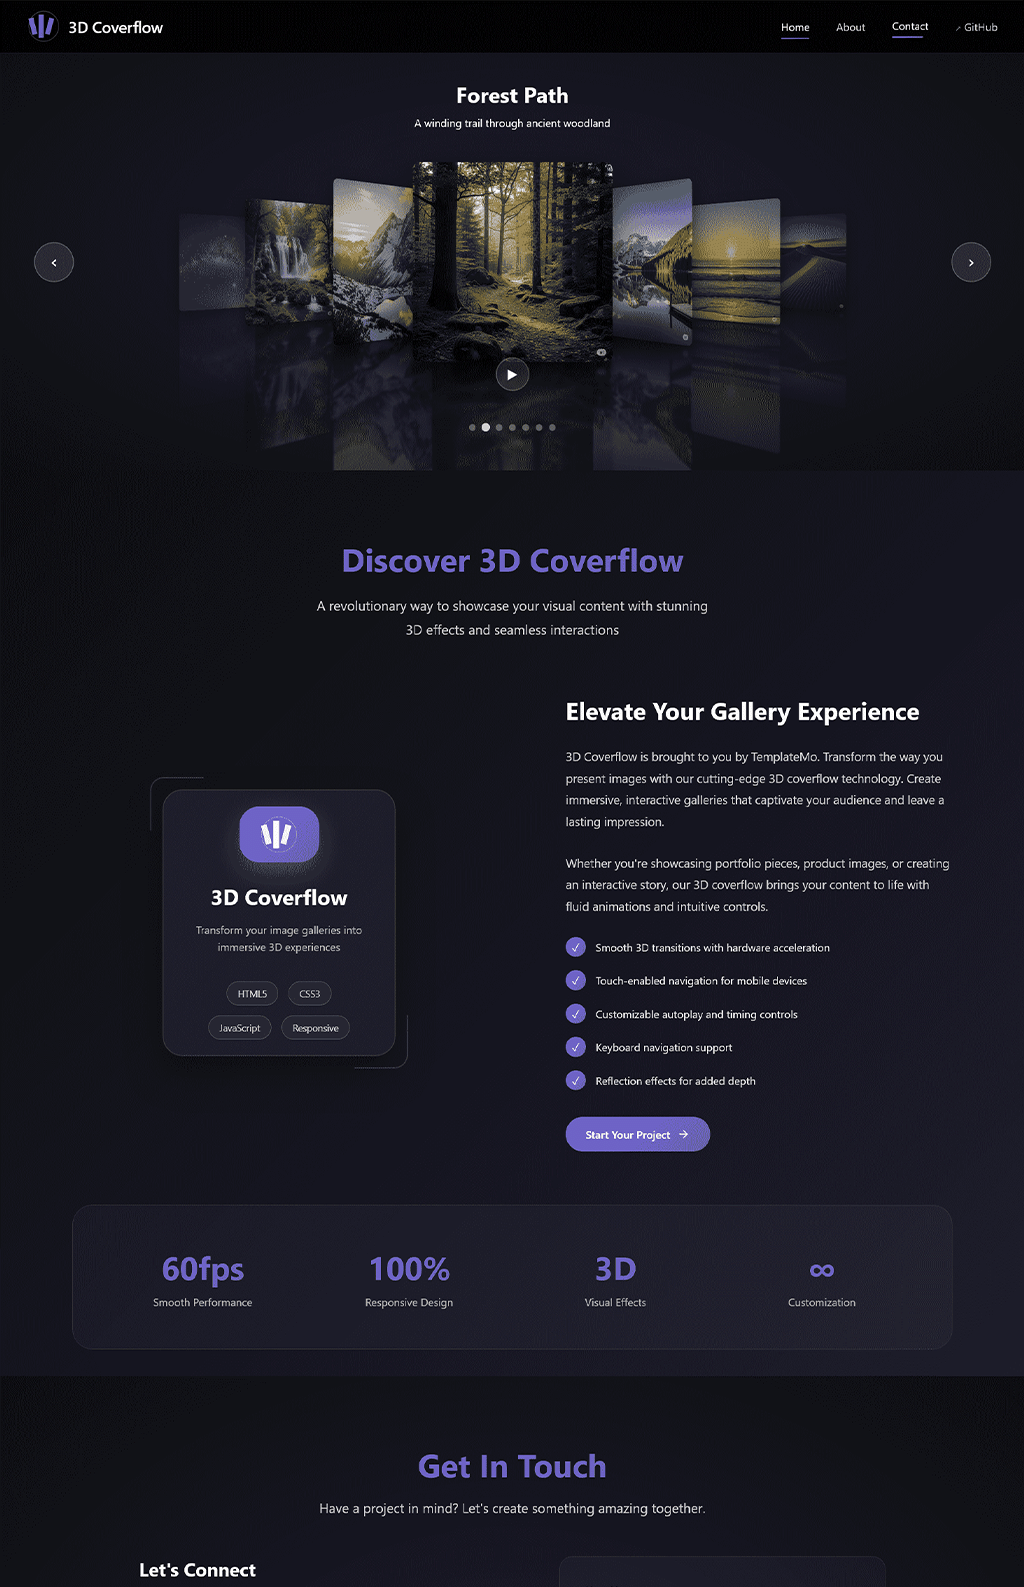 3D Coverflow
Home
About
Contact
GitHub
Forest Path
A winding trail through ancient woodland
Discover 3D Coverflow
A revolutionary way to showcase your visual content with stunning
3D effects and seamless interactions
Elevate Your Gallery Experience
3D Coverflow is brought to you by TemplateMo. Transform the way you
present images with our cutting-edge 3D coverflow technology. Create
immersive, interactive galleries that captivate your audience and leave a
lasting impression.
Whether you're showcasing portfolio pieces, product images, or creating
an interactive story, our 3D coverflow brings your content to life with
fluid animations and intuitive controls.
✓ Smooth 3D transitions with hardware acceleration
✓ Touch-enabled navigation for mobile devices
✓ Customizable autoplay and timing controls
✓ Keyboard navigation support
✓ Reflection effects for added depth
Start Your Project →
3D Coverflow
Transform your image galleries into
immersive 3D experiences
HTML5
CSS3
JavaScript
Responsive
60fps
Smooth Performance
100%
Responsive Design
3D
Visual Effects
∞
Customization
Get In Touch
Have a project in mind? Let's create something amazing together.
Let's Connect